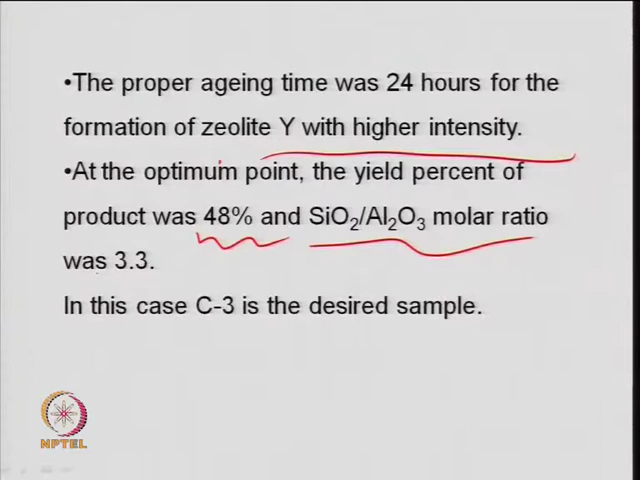 •The proper ageing time was 24 hours for the
formation of zeolite Y with higher intensity.
•At the optimum point, the yield percent of
product was 48% and SiO₂/Al₂O₃ molar ratio
was 3.3.
In this case C-3 is the desired sample.
NPTEL